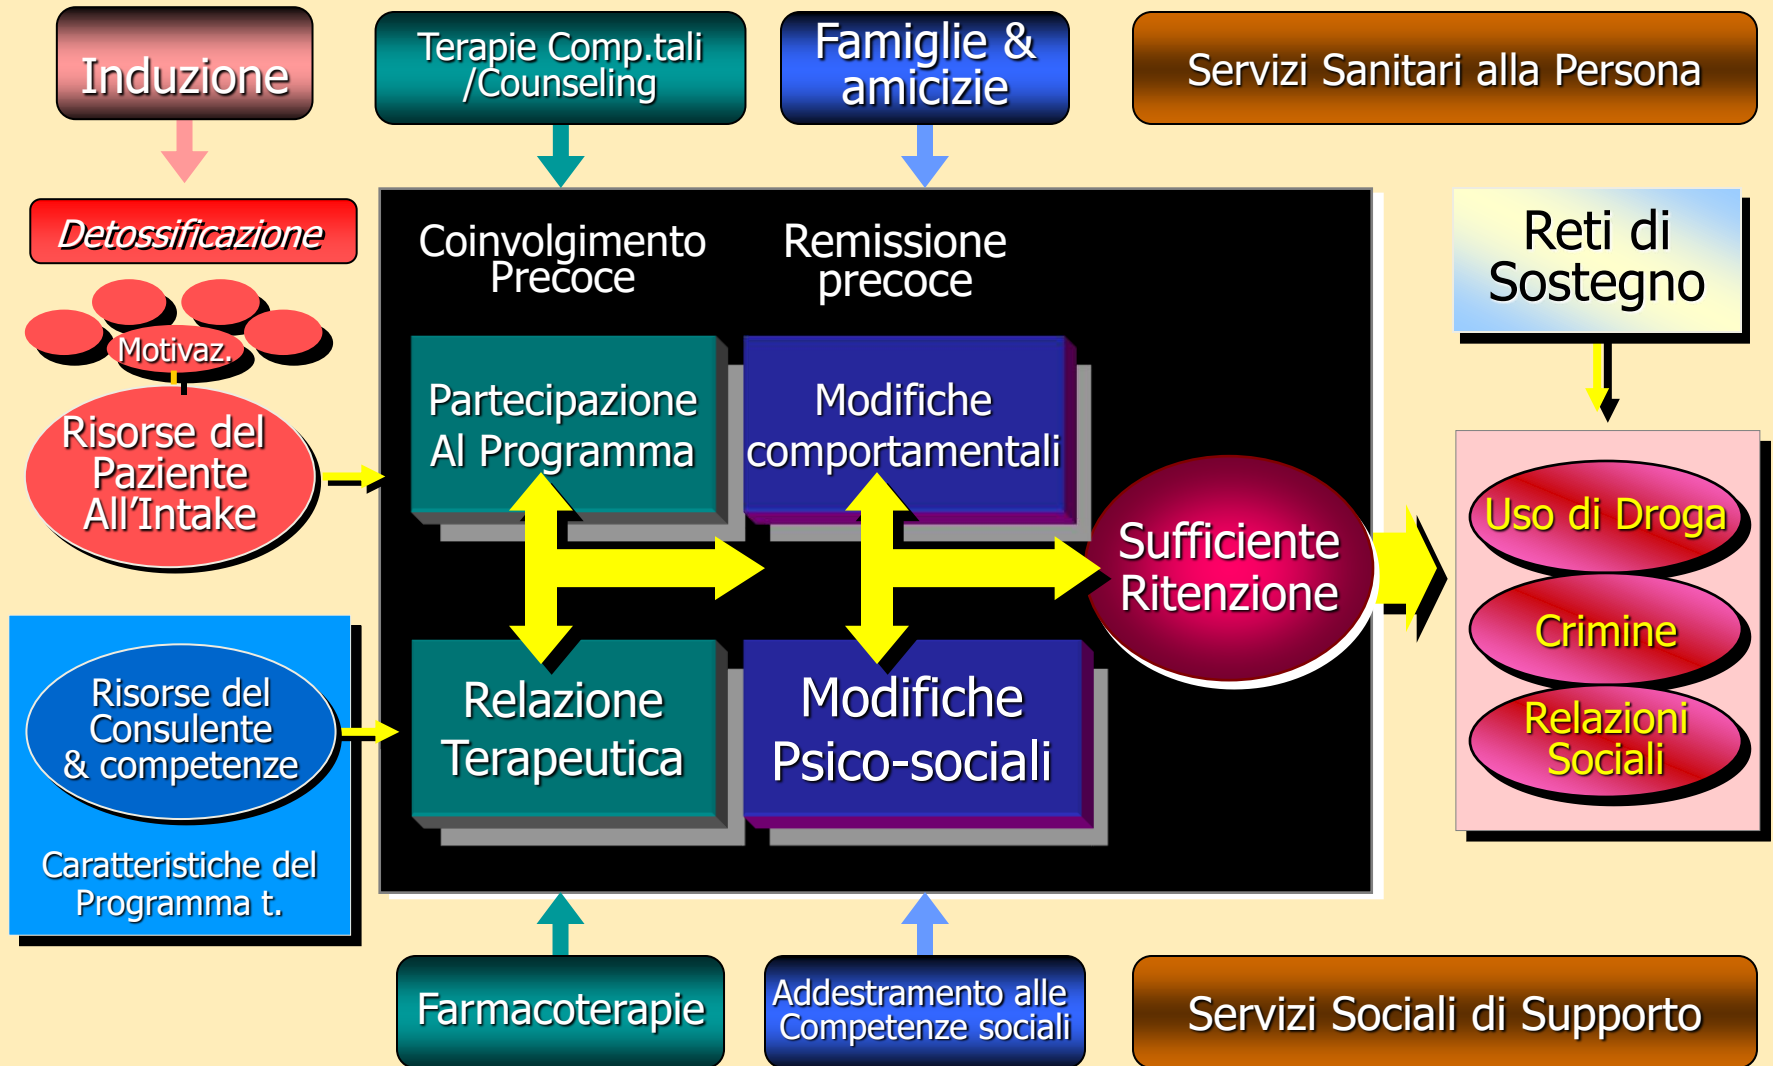 Induzione
Terapie Comp.tali
/Counseling
Famiglie &
amicizie
Servizi Sanitari alla Persona
Detossificazione
Motivaz.
Risorse del
Paziente
All'Intake
Risorse del
Consulente
& competenze
Caratteristiche del
Programma t.
Coinvolgimento
Precoce
Remissione
precoce
Partecipazione
Al Programma
Modifiche
comportamentali
Relazione
Terapeutica
Modifiche
Psico-sociali
Sufficiente
Ritenzione
Reti di
Sostegno
Uso di Droga
Crimine
Relazioni
Sociali
Farmacoterapie
Addestramento alle
Competenze sociali
Servizi Sociali di Supporto